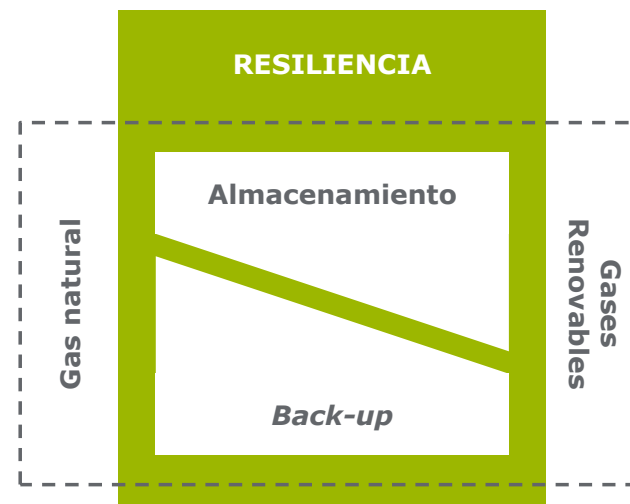 RESILIENCIA
Almacenamiento
Gas natural
Gases
Renovables
Back-up